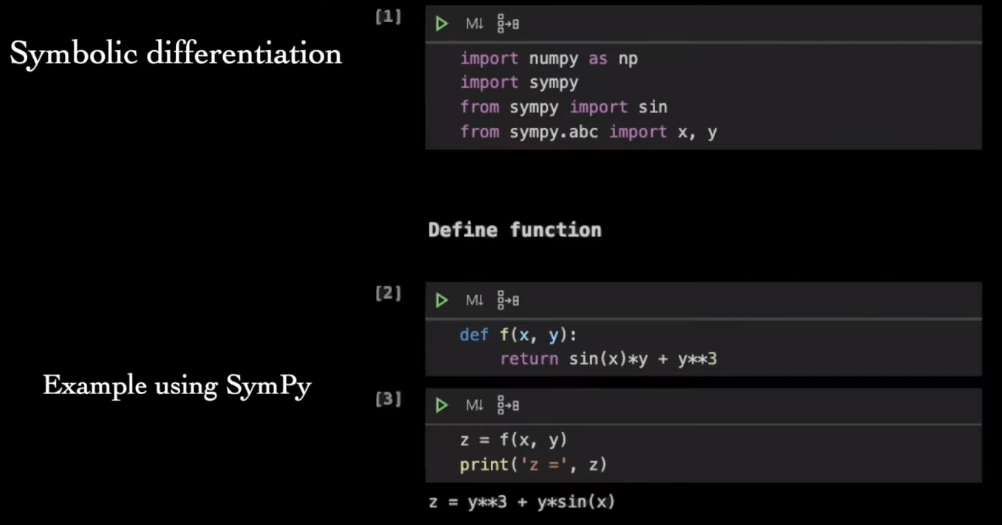 Symbolic differentiation
[1]
M↓
import numpy as np
import sympy
from sympy import sin
from sympy.abc import x, y
Define function
[2]
M↓
def f(x, y):
    return sin(x)*y + y**3
Example using SymPy
[3]
M↓
z = f(x, y)
print('z =', z)
z = y**3 + y*sin(x)